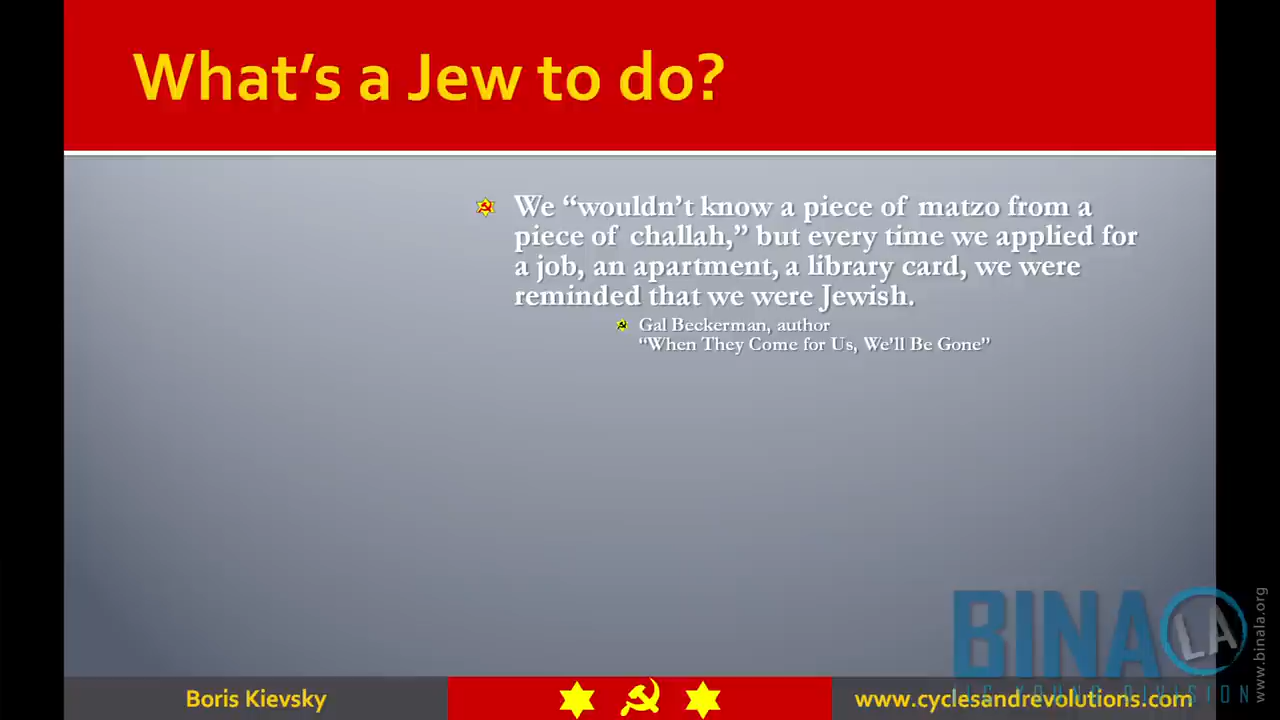 What's a Jew to do?
We “wouldn't know a piece of matzo from a
piece of challah,” but every time we applied for
a job, an apartment, a library card, we were
reminded that we were Jewish.
Gal Beckerman, author
“When They Come for Us, We'll Be Gone”
BINA
LA
www.binala.org
Boris Kievsky
www.cyclesandrevolutions.com